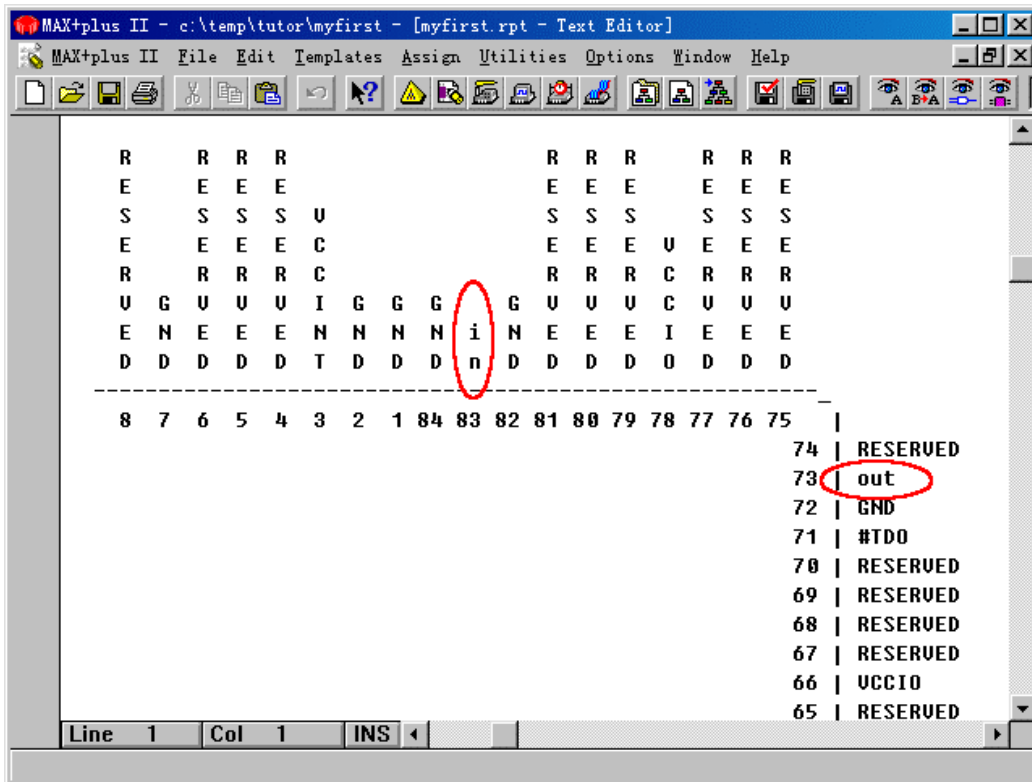 MAX+plus II - c:\temp\tutor\myfirst - [myfirst.rpt - Text Editor]
MAX+plus II File Edit Templates Assign Utilities Options Window Help
R R R R R R R R R R
E E E E E E E E E E
S S S S V S S S S S S
E E E E C E E E V E E E
R R R R C R R R C R R R
V G V V V I G G G G V V V C V V V
E N E E E N N N N i N E E E I E E E
D D D D D T D D D n D D D D O D D D
------------------------------------------------------------
8 7 6 5 4 3 2 1 84 83 82 81 80 79 78 77 76 75 |
74 | RESERVED
73 | out
72 | GND
71 | #TDO
70 | RESERVED
69 | RESERVED
68 | RESERVED
67 | RESERVED
66 | VCCIO
65 | RESERVED
Line 1 Col 1 INS